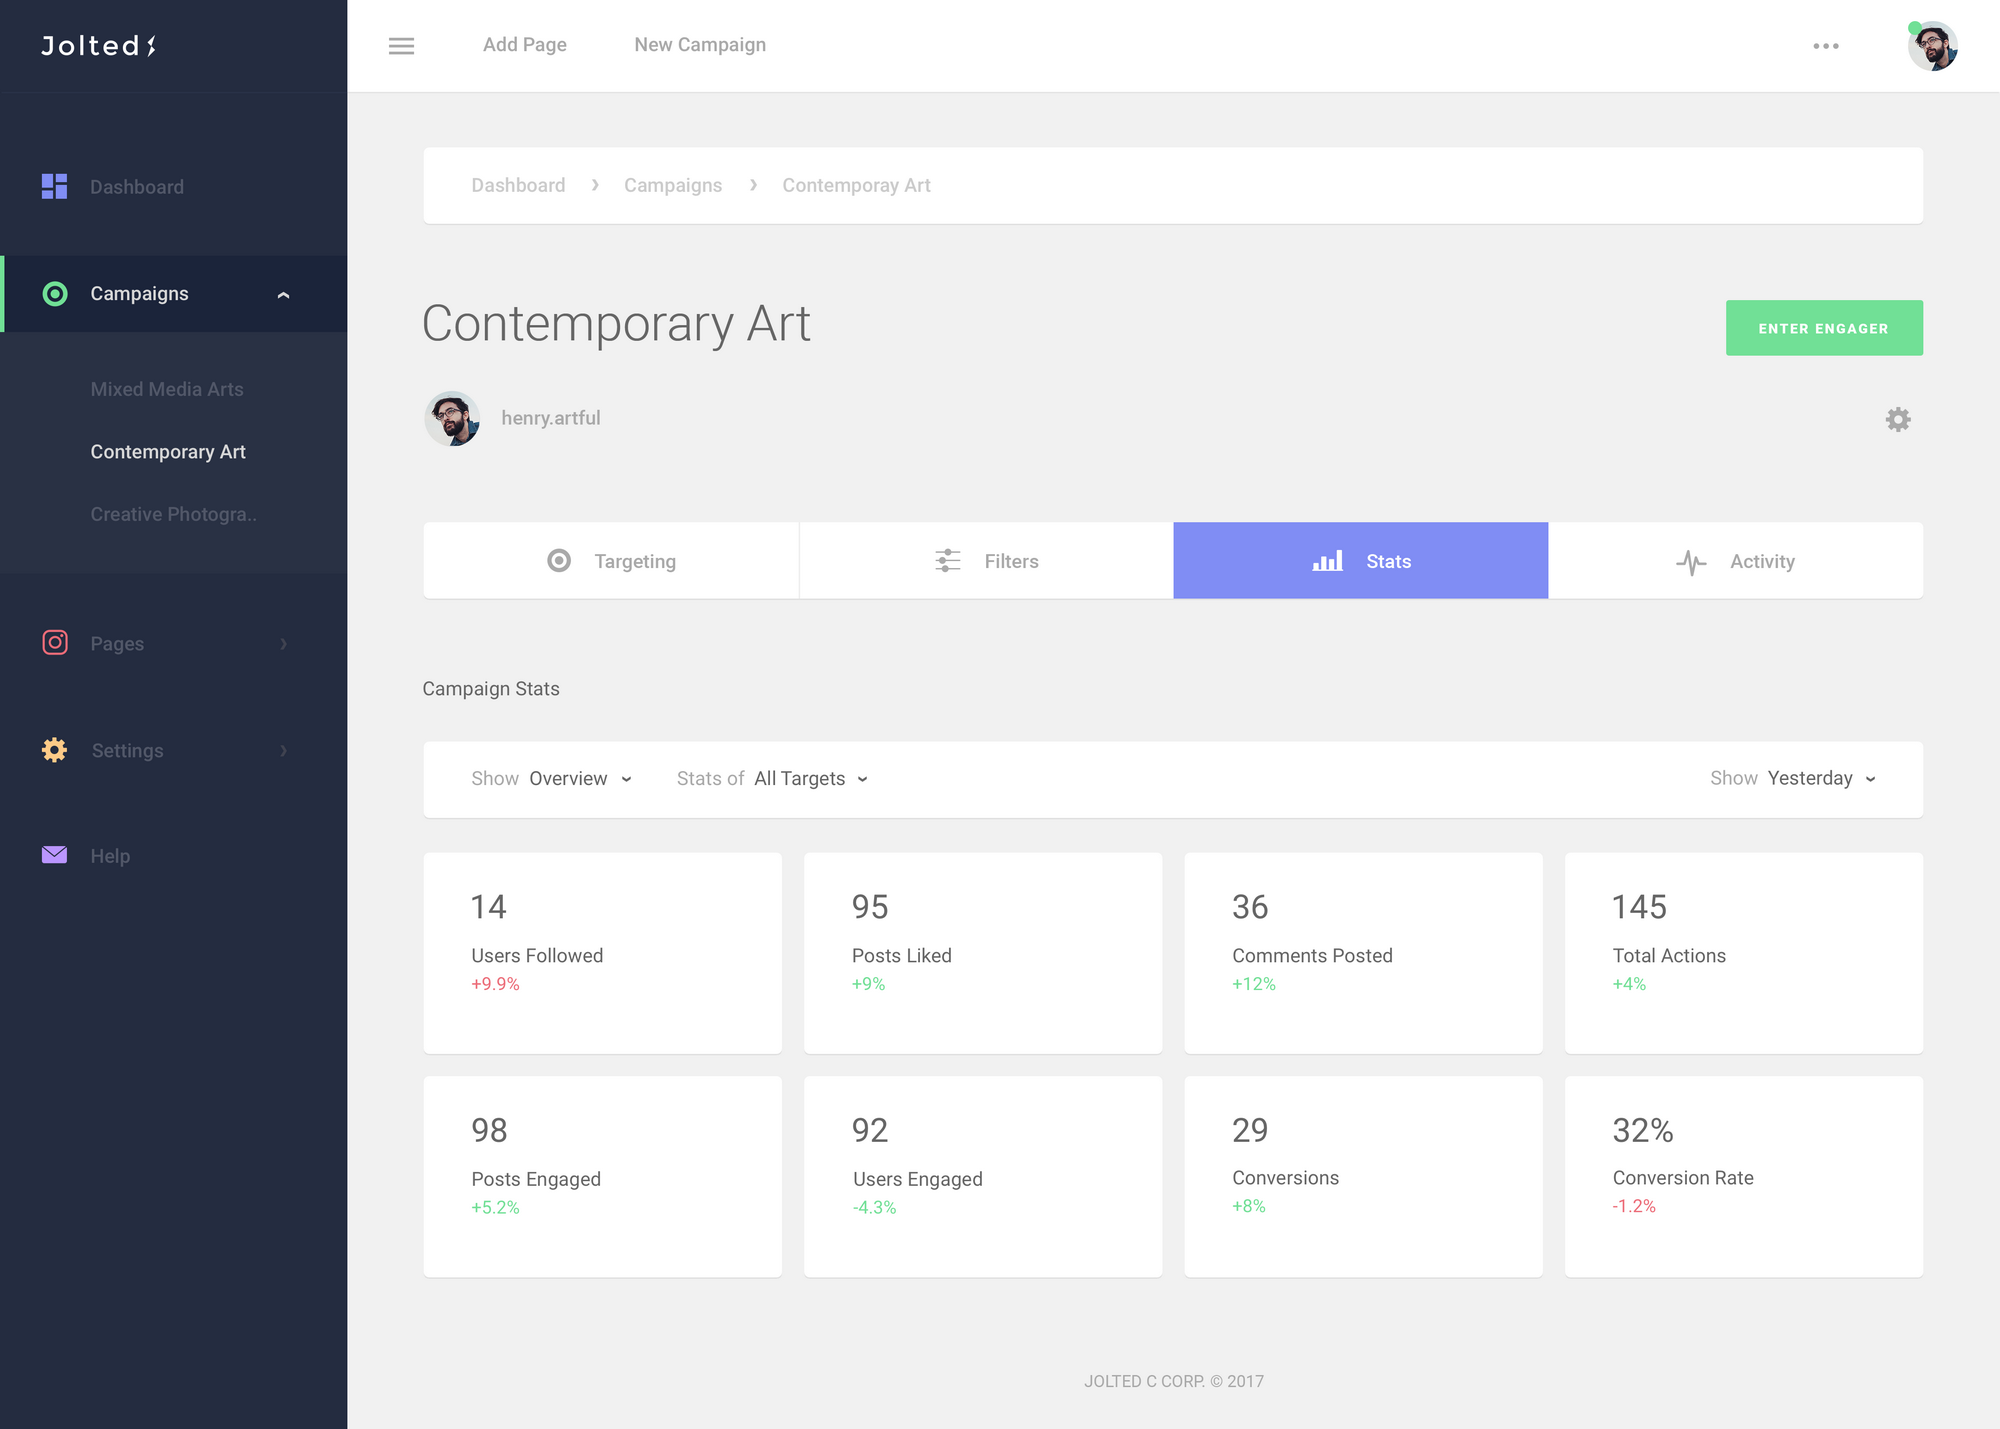 Jolted
Add Page
New Campaign
Dashboard
Campaigns
Mixed Media Arts
Contemporary Art
Creative Photogra..
Pages
Settings
Help
Dashboard › Campaigns › Contemporay Art
Contemporary Art
ENTER ENGAGER
henry.artful
Targeting
Filters
Stats
Activity
Campaign Stats
Show Overview
Stats of All Targets
Show Yesterday
14
Users Followed
+9.9%
95
Posts Liked
+9%
36
Comments Posted
+12%
145
Total Actions
+4%
98
Posts Engaged
+5.2%
92
Users Engaged
-4.3%
29
Conversions
+8%
32%
Conversion Rate
-1.2%
JOLTED C CORP. © 2017